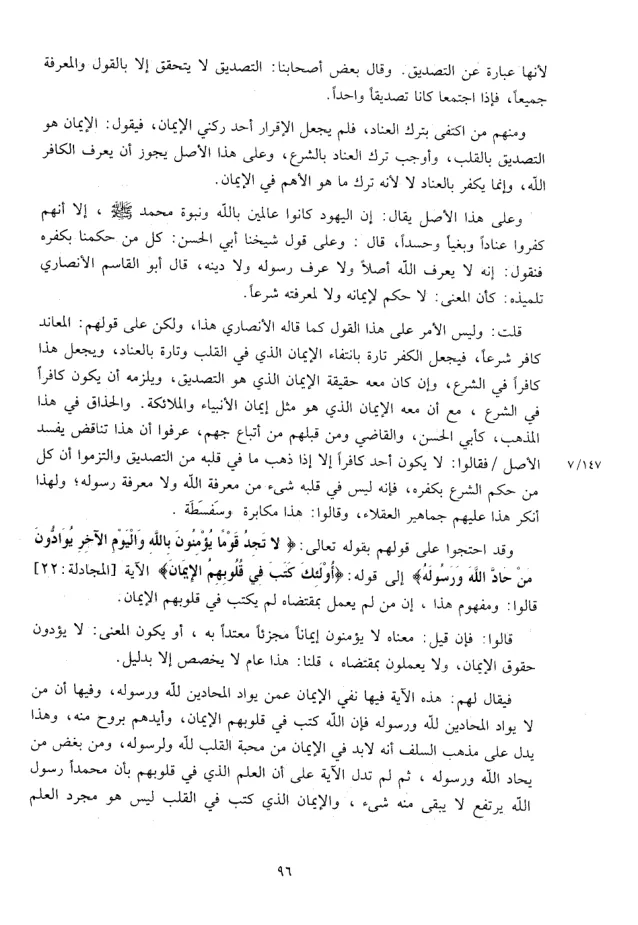 لأنها عبارة عن التصديق. وقال بعض أصحابنا: التصديق لا يتحقق إلا بالقول والمعرفة
جميعاً، فإذا اجتمعا كانا تصديقاً واحداً.
ومنهم من اكتفى بترك العناد، فلم يجعل الإقرار أحد ركني الإيمان، فيقول: الإيمان هو
التصديق بالقلب، وأوجب ترك العناد بالشرع، وعلى هذا الأصل يجوز أن يعرف الكافر
الله، وإنما يكفر بالعناد لا لأنه ترك ما هو الأهم في الإيمان.
وعلى هذا الأصل يقال: إن اليهود كانوا عالمين بالله ونبوة محمد ﷺ ، إلا أنهم
كفروا عناداً وبغياً وحسداً، قال : وعلى قول شيخنا أبي الحسن: كل من حكمنا بكفره
فنقول: إنه لا يعرف الله أصلاً ولا عرف رسوله ولا دينه، قال أبو القاسم الأنصاري
تلميذه: كأن المعنى: لا حكم لإيمانه ولا لمعرفته شرعاً.
قلت: وليس الأمر على هذا القول كما قاله الأنصاري هذا، ولكن على قولهم: المعاند
كافر شرعاً، فيجعل الكفر تارة بانتفاء الإيمان الذي في القلب وتارة بالعناد، ويجعل هذا
كافراً في الشرع، وإن كان معه حقيقة الإيمان الذي هو التصديق، ويلزمه أن يكون كافراً
في الشرع ، مع أن معه الإيمان الذي هو مثل إيمان الأنبياء والملائكة. والحذاق في هذا
المذهب، كأبي الحسن، والقاضي ومن قبلهم من أتباع جهم، عرفوا أن هذا تناقض يفسد
٧/١٤٧ الأصل / فقالوا: لا يكون أحد كافراً إلا إذا ذهب ما في قلبه من التصديق والتزموا أن كل
من حكم الشرع بكفره، فإنه ليس في قلبه شيء من معرفة الله ولا معرفة رسوله؛ ولهذا
أنكر هذا عليهم جماهير العقلاء، وقالوا: هذا مكابرة وسَفسَطَة .
وقد احتجوا على قولهم بقوله تعالى: ﴿ لا تَجِدُ قَوْمًا يُؤْمِنُونَ بِاللَّهِ وَالْيَوْمِ الآخِرِ يُوَادُّونَ
مَنْ حَادَّ اللَّهَ وَرَسُولَهُ﴾ إلى قوله: ﴿أُوْلَئِكَ كَتَبَ فِي قُلُوبِهِمُ الإِيمَانَ﴾ الآية [المجادلة:٢٢]
قالوا: ومفهوم هذا ، إن من لم يعمل بمقتضاه لم يكتب في قلوبهم الإيمان.
قالوا: فإن قيل: معناه لا يؤمنون إيماناً مجزئاً معتداً به ، أو يكون المعنى: لا يؤدون
حقوق الإيمان، ولا يعملون بمقتضاه ، قلنا: هذا عام لا يخصص إلا بدليل.
فيقال لهم: هذه الآية فيها نفي الإيمان عمن يواد المحادين لله ورسوله، وفيها أن من
لا يواد المحادين لله ورسوله فإن الله كتب في قلوبهم الإيمان، وأيدهم بروح منه، وهذا
يدل على مذهب السلف أنه لابد في الإيمان من محبة القلب لله ولرسوله، ومن بغض من
يحاد الله ورسوله ، ثم لم تدل الآية على أن العلم الذي في قلوبهم بأن محمداً رسول
الله يرتفع لا يبقى منه شيء ، والإيمان الذي كتب في القلب ليس هو مجرد العلم
٩٦